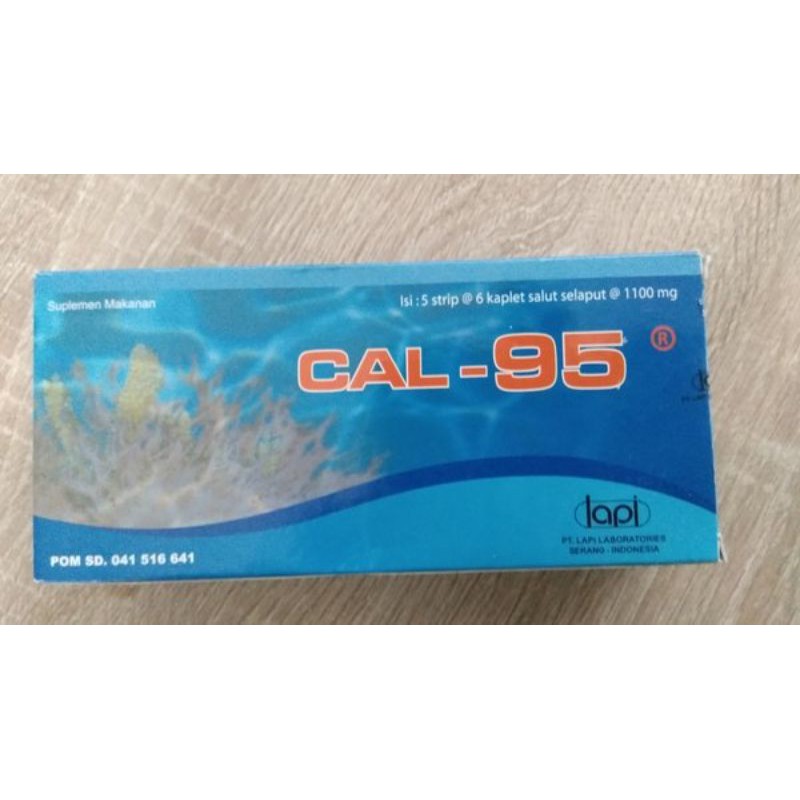 Suplemen Makanan
Isi : 5 strip @ 6 kaplet salut selaput @ 1100 mg
CAL-95 ®
lapi
PT. LAPI LABORATORIES
SERANG - INDONESIA
POM SD. 041 516 641